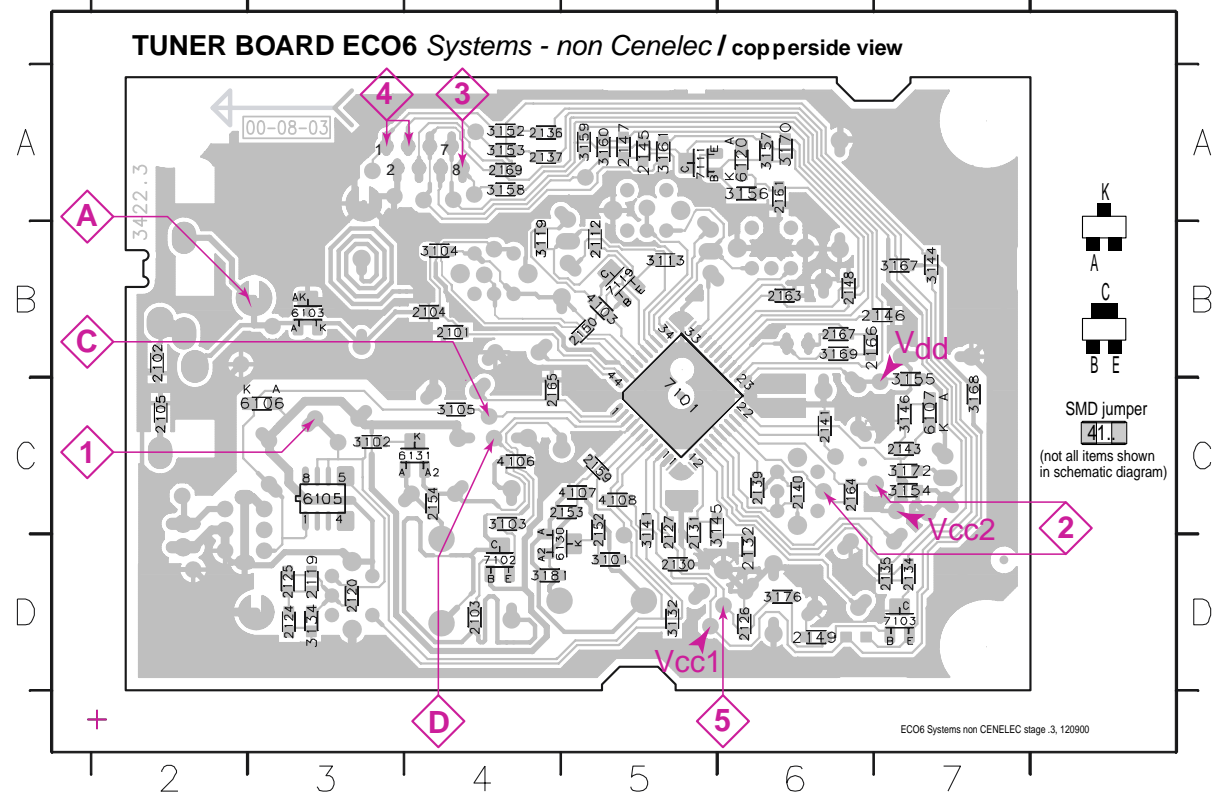 TUNER BOARD ECO6 Systems - non Cenelec / copperside view
4 3
00-08-03
3422.3
A A
1 2 7 8
3152 2136
3153 2137
2169
3158
3159 3160 2147 2145 3161
C 7111 E B
A 6120 K
3157 3170
3156 2161
A
K
A
C
B E
SMD jumper
41..
(not all items shown
in schematic diagram)
B B
3104 3119 2112 3113
C 7119 B E
4103 2150
2163 2148 3167 3144
2146
AK 6103 A K
2104 2101
2167 3169 2166
Vdd
C
2102
34 33
44 23
7101
1 22
11 12
K A
6106
2105
3105 2165
3155 3168
3146 6107 A K
2141 2143
1
C C
3102
K 6131 A A2
4106 2159
3172
3154
8 5
6105
1 4
2154
4107 4108
2153
2139 2140 2164
Vcc2
2
3103
2152 3141 2127 2131 3145 2132
C 7102 B E
A 6130 K A2
3101 2130
3181
D D
2125 2119 2120
2124 3134
2103
3132
3176
2126 2149
2135 2134
C 7103 B E
Vcc1
D 5
ECO6 Systems non CENELEC stage .3, 120900
2 3 4 5 6 7